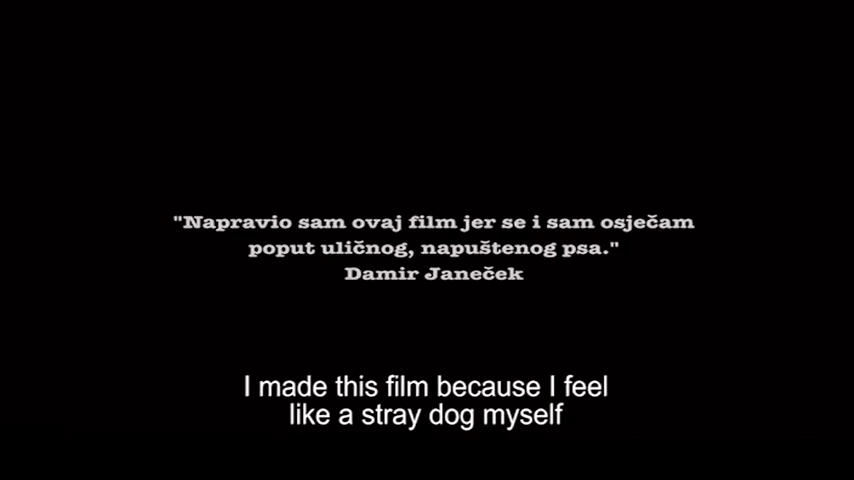 "Napravio sam ovaj film jer se i sam osječam
poput uličnog, napuštenog psa."
Damir Janeček
I made this film because I feel
like a stray dog myself